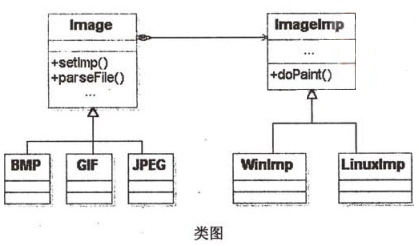 Image
ImageImp
...
+setImp()
+parseFile()
...
+doPaint()
BMP
GIF
JPEG
WinImp
LinuxImp
类图